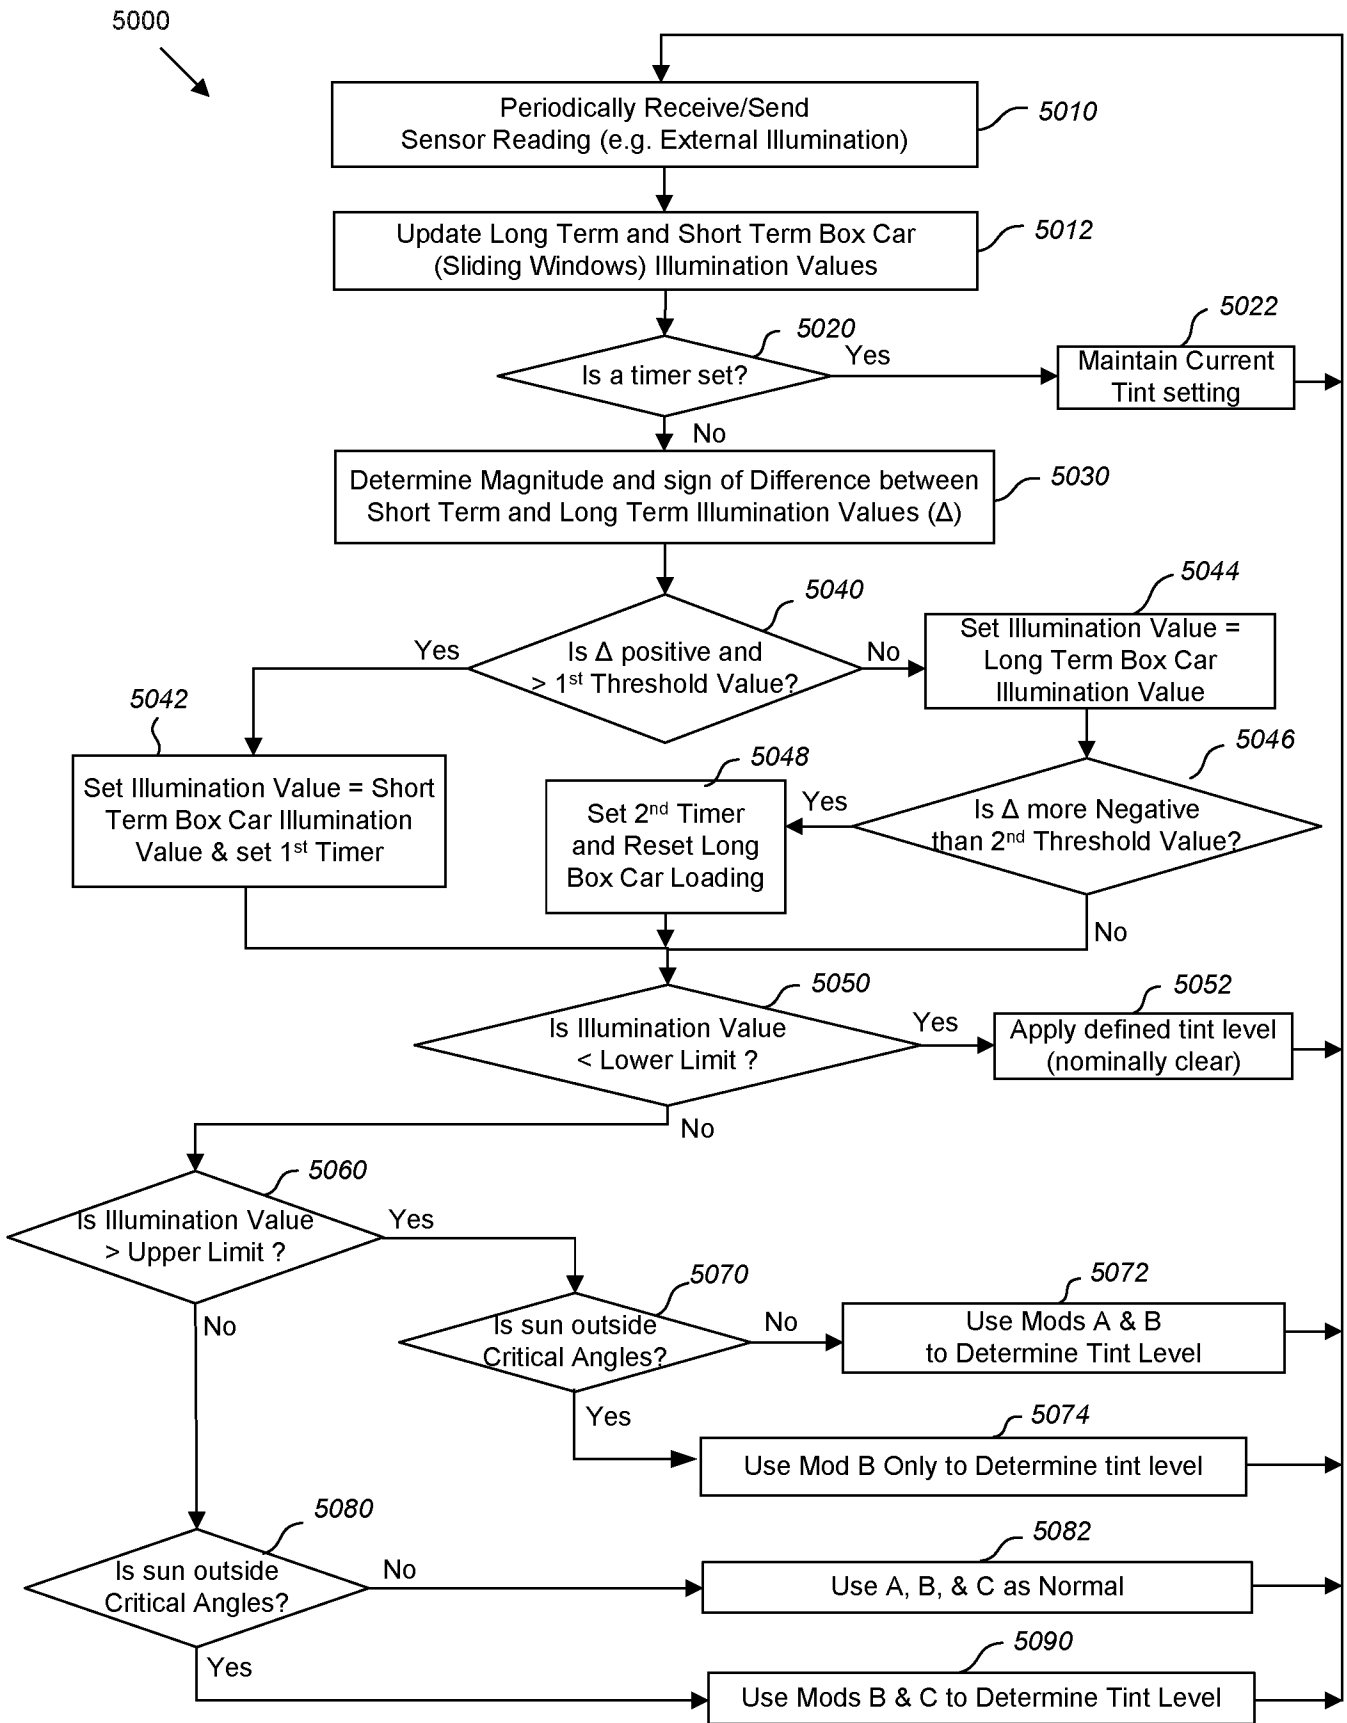 5000
Periodically Receive/Send
Sensor Reading (e.g. External Illumination)
5010
Update Long Term and Short Term Box Car
(Sliding Windows) Illumination Values
5012
Is a timer set?
5020
Yes
Maintain Current
Tint setting
5022
No
Determine Magnitude and sign of Difference between
Short Term and Long Term Illumination Values (Δ)
5030
Is Δ positive and
> 1st Threshold Value?
5040
Yes
No
Set Illumination Value =
Long Term Box Car
Illumination Value
5044
5042
Set Illumination Value = Short
Term Box Car Illumination
Value & set 1st Timer
5048
Set 2nd Timer
and Reset Long
Box Car Loading
Yes
5046
Is Δ more Negative
than 2nd Threshold Value?
No
5050
Is Illumination Value
< Lower Limit ?
Yes
5052
Apply defined tint level
(nominally clear)
No
5060
Is Illumination Value
> Upper Limit ?
Yes
No
5070
Is sun outside
Critical Angles?
No
5072
Use Mods A & B
to Determine Tint Level
Yes
5074
Use Mod B Only to Determine tint level
5080
Is sun outside
Critical Angles?
No
5082
Use A, B, & C as Normal
Yes
5090
Use Mods B & C to Determine Tint Level